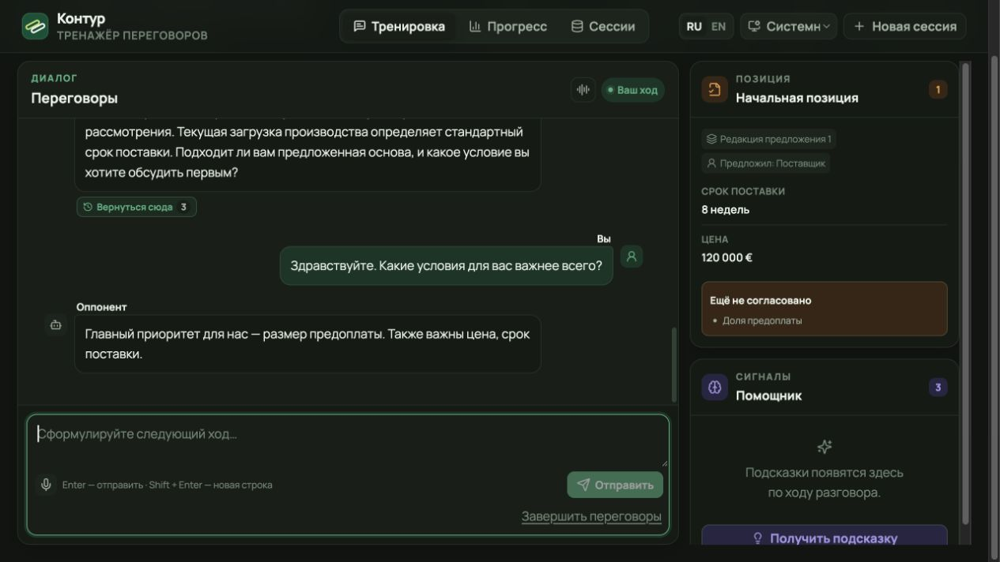 Контур
ТРЕНАЖЁР ПЕРЕГОВОРОВ
Тренировка
Прогресс
Сессии
RU EN
Системн
Новая сессия
ДИАЛОГ
Переговоры
Ваш ход
рассмотрения. Текущая загрузка производства определяет стандартный
срок поставки. Подходит ли вам предложенная основа, и какое условие вы
хотите обсудить первым?
Вернуться сюда 3
Вы
Здравствуйте. Какие условия для вас важнее всего?
Оппонент
Главный приоритет для нас — размер предоплаты. Также важны цена, срок
поставки.
Сформулируйте следующий ход...
Enter — отправить · Shift + Enter — новая строка
Отправить
Завершить переговоры
ПОЗИЦИЯ
Начальная позиция
1
Редакция предложения 1
Предложил: Поставщик
СРОК ПОСТАВКИ
8 недель
ЦЕНА
120 000 €
Ещё не согласовано
• Доля предоплаты
СИГНАЛЫ
Помощник
3
Подсказки появятся здесь
по ходу разговора.
Получить подсказку